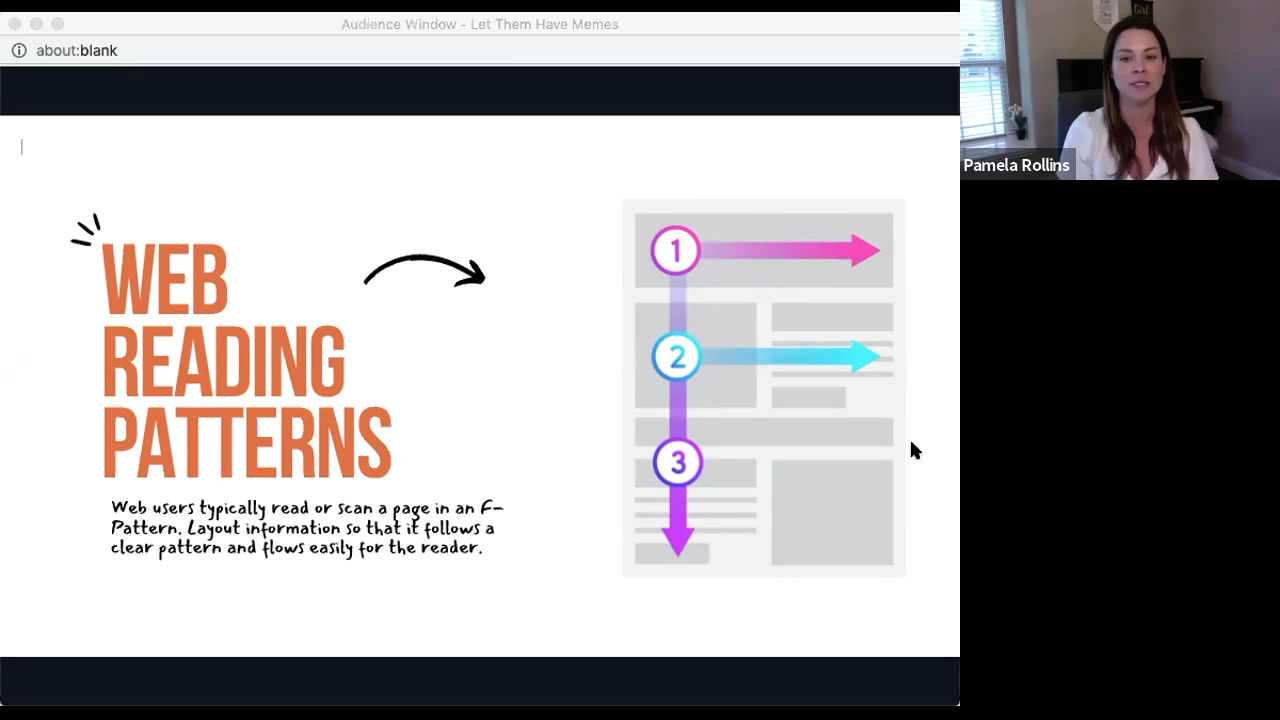 Audience Window - Let Them Have Memes
about:blank
Pamela Rollins
WEB
READING
PATTERNS
Web users typically read or scan a page in an F-
Pattern. Layout information so that it follows a
clear pattern and flows easily for the reader.
1
2
3